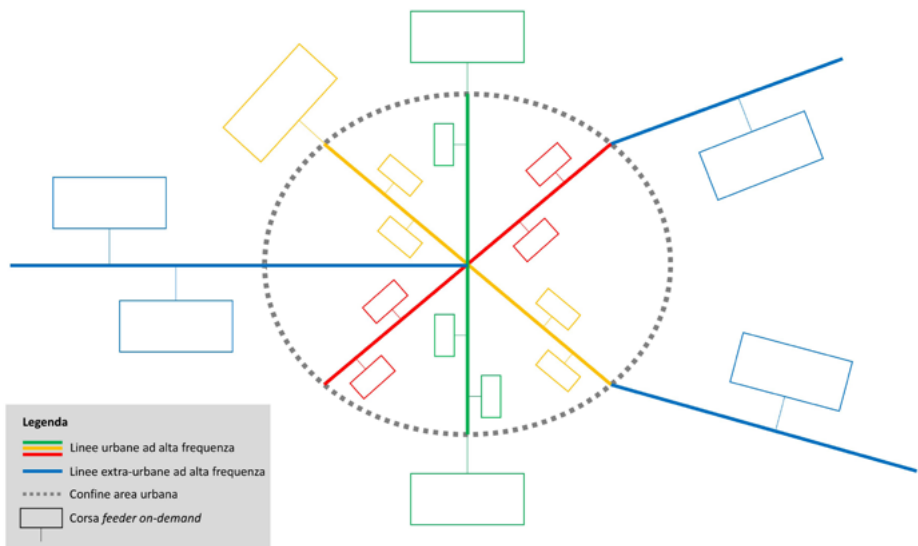 Legenda
Linee urbane ad alta frequenza
Linee extra-urbane ad alta frequenza
Confine area urbana
Corsa feeder on-demand